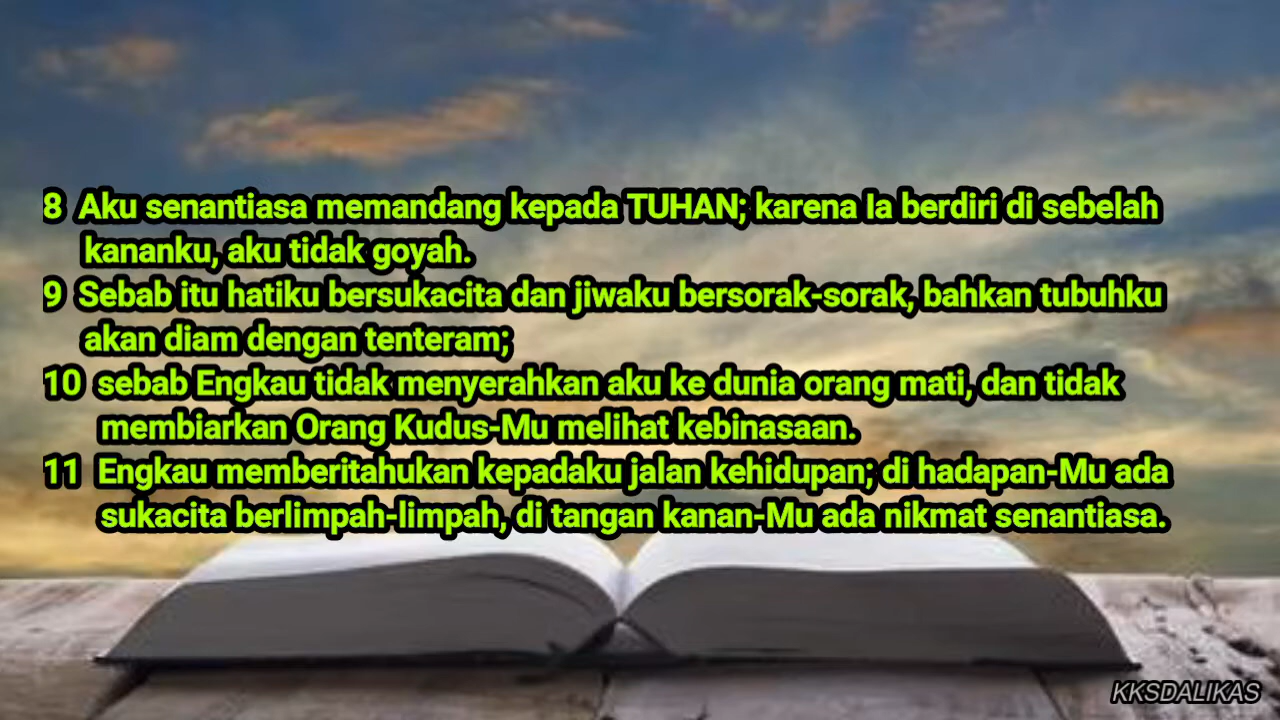 8 Aku senantiasa memandang kepada TUHAN; karena Ia berdiri di sebelah
kananku, aku tidak goyah.
9 Sebab itu hatiku bersukacita dan jiwaku bersorak-sorak, bahkan tubuhku
akan diam dengan tenteram;
10 sebab Engkau tidak menyerahkan aku ke dunia orang mati, dan tidak
membiarkan Orang Kudus-Mu melihat kebinasaan.
11 Engkau memberitahukan kepadaku jalan kehidupan; di hadapan-Mu ada
sukacita berlimpah-limpah, di tangan kanan-Mu ada nikmat senantiasa.
KKSDALIKAS